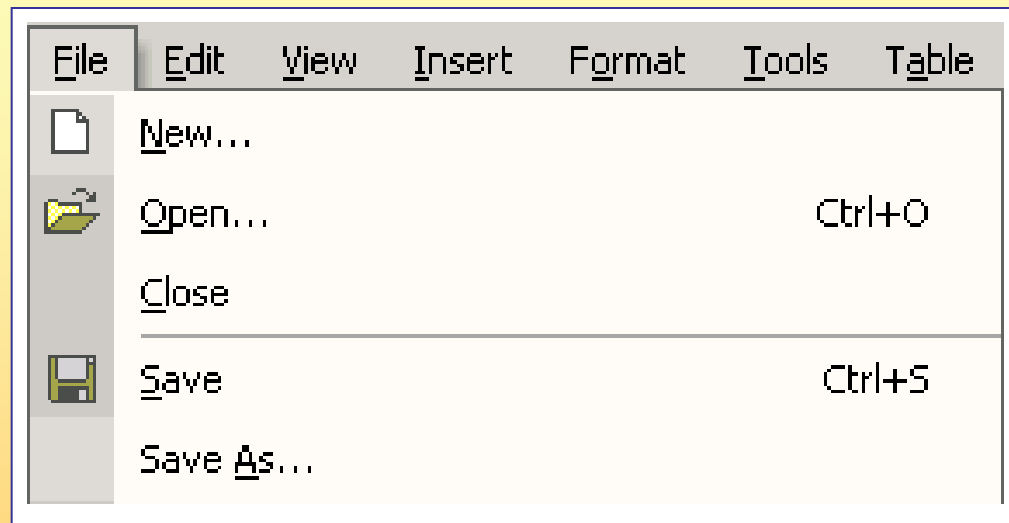 File Edit View Insert Format Tools Table
New...
Open... Ctrl+O
Close
Save Ctrl+S
Save As...